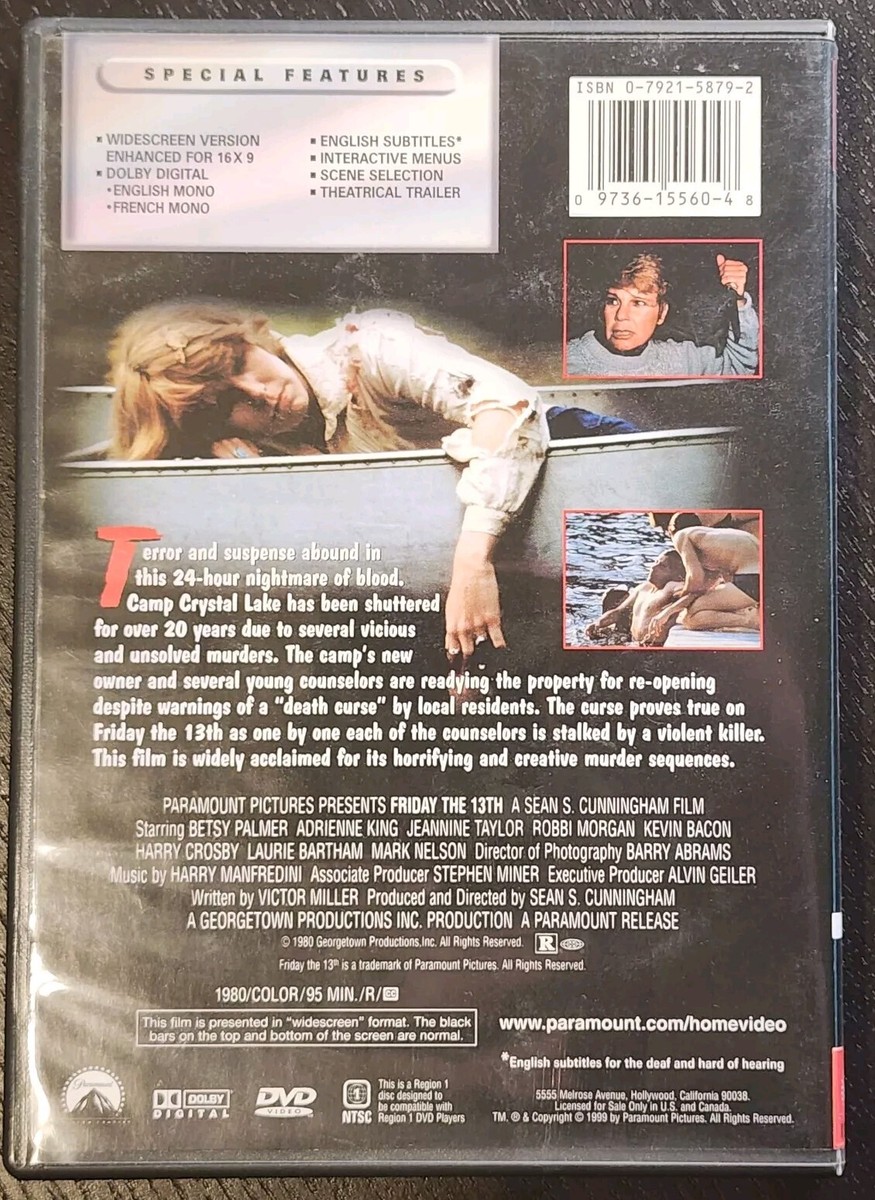 SPECIAL FEATURES
▪ WIDESCREEN VERSION
ENHANCED FOR 16X9
▪ DOLBY DIGITAL
•ENGLISH MONO
•FRENCH MONO
▪ ENGLISH SUBTITLES*
▪ INTERACTIVE MENUS
▪ SCENE SELECTION
▪ THEATRICAL TRAILER
ISBN 0-7921-5879-2
0 9736-15560-4 8
Terror and suspense abound in
this 24-hour nightmare of blood.
Camp Crystal Lake has been shuttered
for over 20 years due to several vicious
and unsolved murders. The camp's new
owner and several young counselors are readying the property for re-opening
despite warnings of a "death curse" by local residents. The curse proves true on
Friday the 13th as one by one each of the counselors is stalked by a violent killer.
This film is widely acclaimed for its horrifying and creative murder sequences.
PARAMOUNT PICTURES PRESENTS FRIDAY THE 13TH A SEAN S. CUNNINGHAM FILM
Starring BETSY PALMER ADRIENNE KING JEANNINE TAYLOR ROBBI MORGAN KEVIN BACON
HARRY CROSBY LAURIE BARTHAM MARK NELSON Director of Photography BARRY ABRAMS
Music by HARRY MANFREDINI Associate Producer STEPHEN MINER Executive Producer ALVIN GEILER
Written by VICTOR MILLER Produced and Directed by SEAN S. CUNNINGHAM
A GEORGETOWN PRODUCTIONS INC. PRODUCTION A PARAMOUNT RELEASE
© 1980 Georgetown Productions,Inc. All Rights Reserved. R
Friday the 13th is a trademark of Paramount Pictures. All Rights Reserved.
1980/COLOR/95 MIN./R/CC
This film is presented in "widescreen" format. The black
bars on the top and bottom of the screen are normal.
www.paramount.com/homevideo
*English subtitles for the deaf and hard of hearing
Paramount
DOLBY
DIGITAL
DVD
VIDEO
1
NTSC
This is a Region 1
disc designed to
be compatible with
Region 1 DVD Players
5555 Melrose Avenue, Hollywood, California 90038.
Licensed for Sale Only in U.S. and Canada.
TM, ® & Copyright © 1999 by Paramount Pictures. All Rights Reserved.